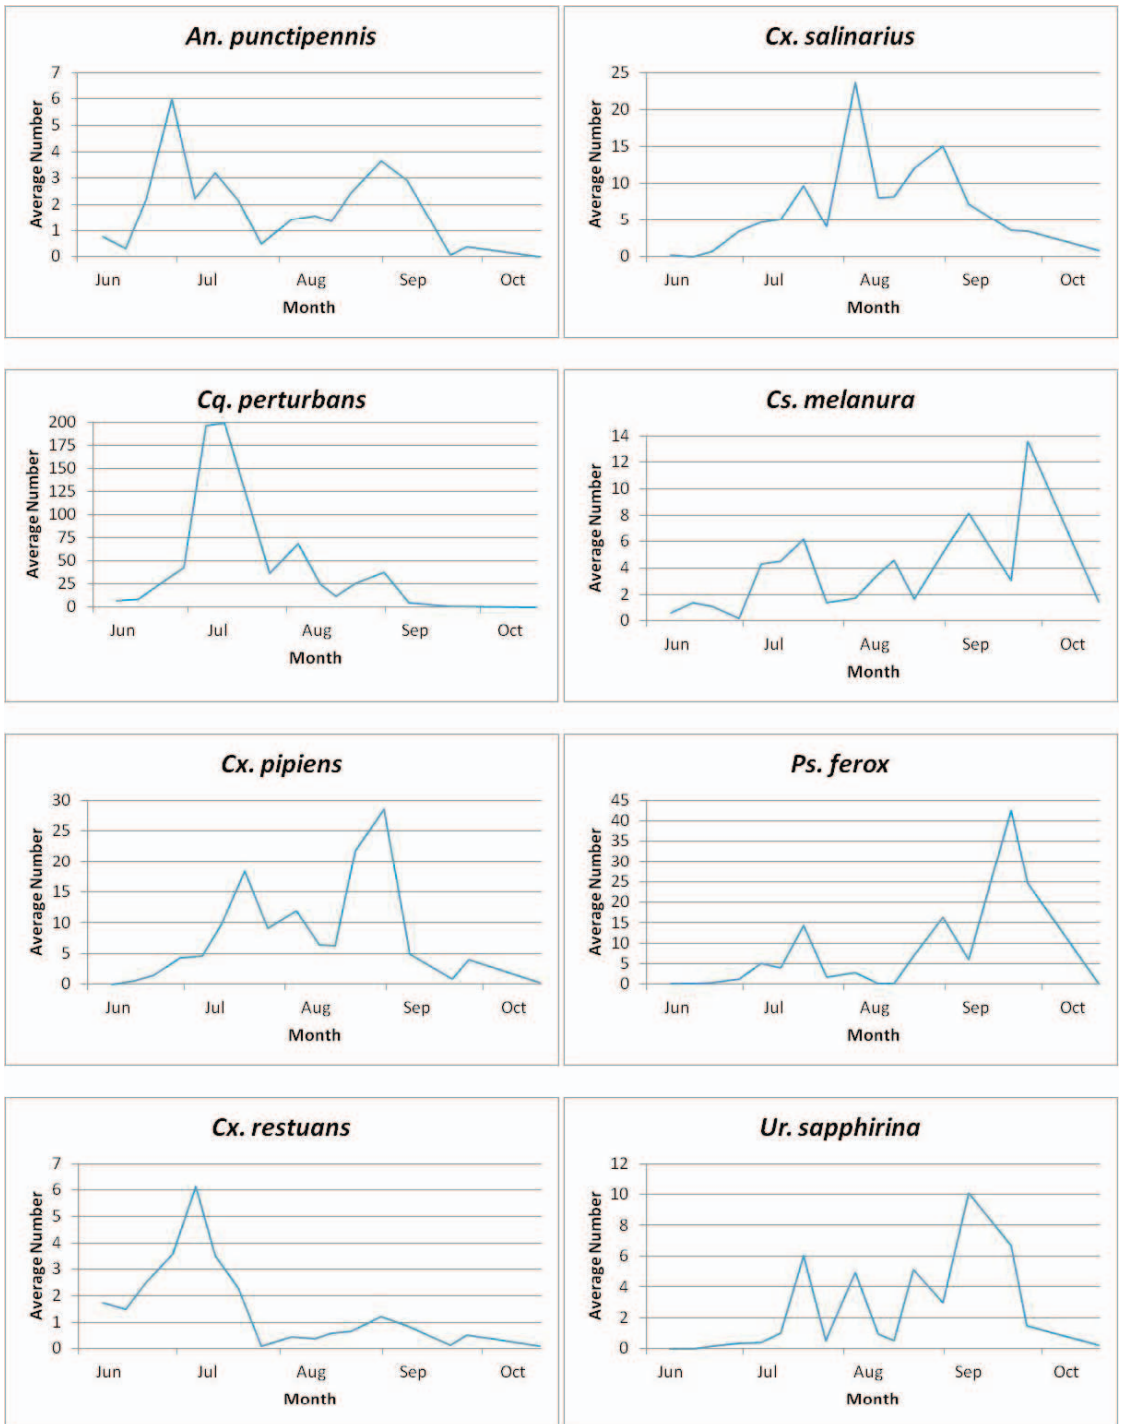 An. punctipennis
7
6
5
4
3
2
1
0
Average Number
Jun Jul Aug Sep Oct
Month
Cx. salinarius
25
20
15
10
5
0
Average Number
Jun Jul Aug Sep Oct
Month
Cq. perturbans
200
175
150
125
100
75
50
25
0
Average Number
Jun Jul Aug Sep Oct
Month
Cs. melanura
14
12
10
8
6
4
2
0
Average Number
Jun Jul Aug Sep Oct
Month
Cx. pipiens
30
25
20
15
10
5
0
Average Number
Jun Jul Aug Sep Oct
Month
Ps. ferox
45
40
35
30
25
20
15
10
5
0
Average Number
Jun Jul Aug Sep Oct
Month
Cx. restuans
7
6
5
4
3
2
1
0
Average Number
Jun Jul Aug Sep Oct
Month
Ur. sapphirina
12
10
8
6
4
2
0
Average Number
Jun Jul Aug Sep Oct
Month